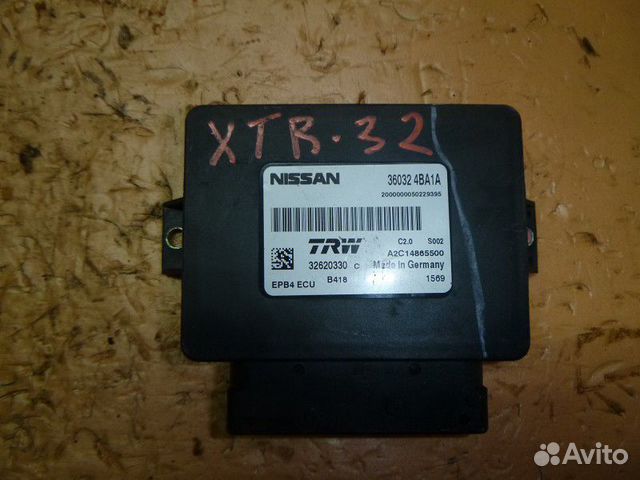 XTR-32
NISSAN 36032 4BA1A
2000000050229395
TRW C2.0 S002
A2C14865500
32620330 Made in Germany
EPB4 ECU B418 1569
Avito